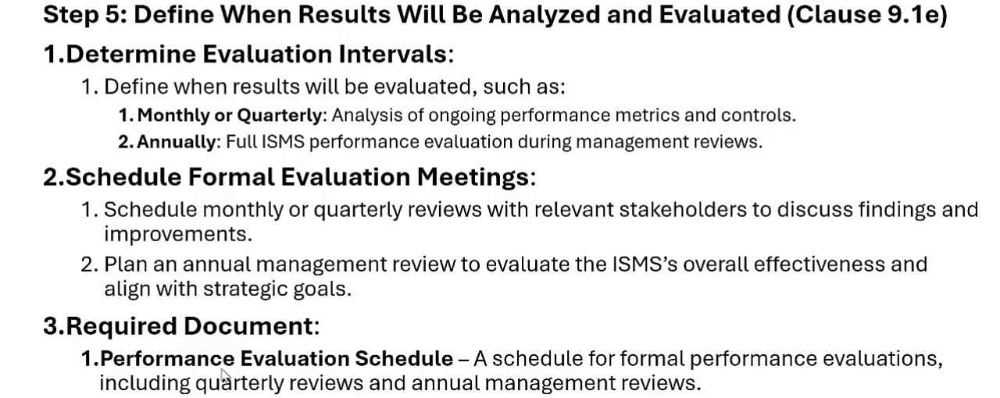 Step 5: Define When Results Will Be Analyzed and Evaluated (Clause 9.1e)
1.Determine Evaluation Intervals:
1. Define when results will be evaluated, such as:
1. Monthly or Quarterly: Analysis of ongoing performance metrics and controls.
2. Annually: Full ISMS performance evaluation during management reviews.
2.Schedule Formal Evaluation Meetings:
1. Schedule monthly or quarterly reviews with relevant stakeholders to discuss findings and
improvements.
2. Plan an annual management review to evaluate the ISMS’s overall effectiveness and
align with strategic goals.
3.Required Document:
1.Performance Evaluation Schedule – A schedule for formal performance evaluations,
including quarterly reviews and annual management reviews.